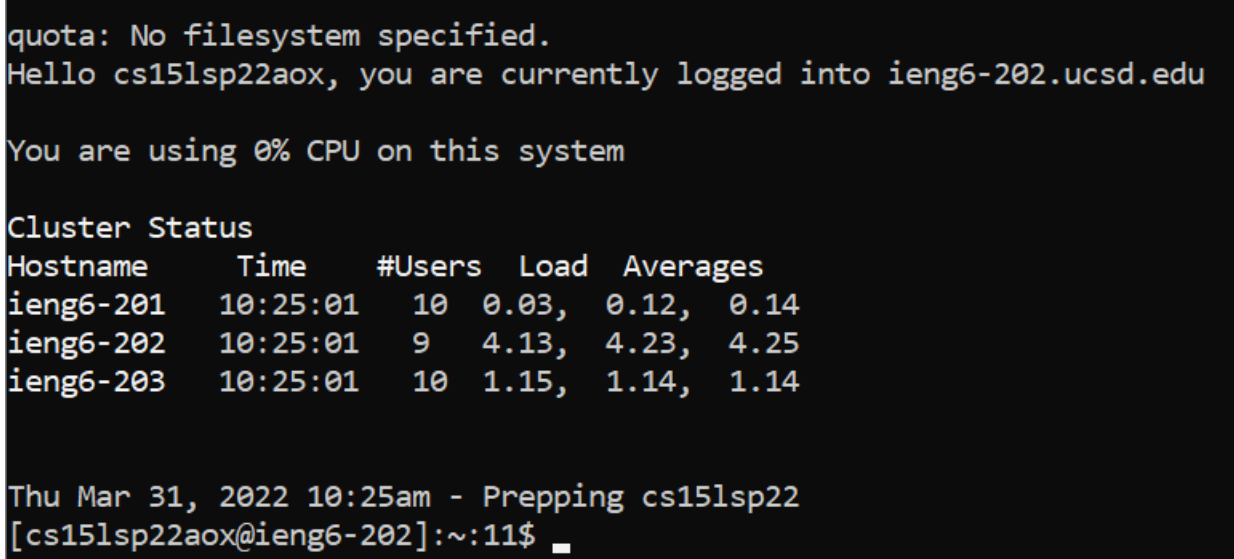 quota: No filesystem specified.
Hello cs15lsp22aox, you are currently logged into ieng6-202.ucsd.edu
You are using 0% CPU on this system
Cluster Status
Hostname     Time    #Users  Load  Averages
ieng6-201   10:25:01   10  0.03,  0.12,  0.14
ieng6-202   10:25:01   9   4.13,  4.23,  4.25
ieng6-203   10:25:01   10  1.15,  1.14,  1.14
Thu Mar 31, 2022 10:25am - Prepping cs15lsp22
[cs15lsp22aox@ieng6-202]:~:11$